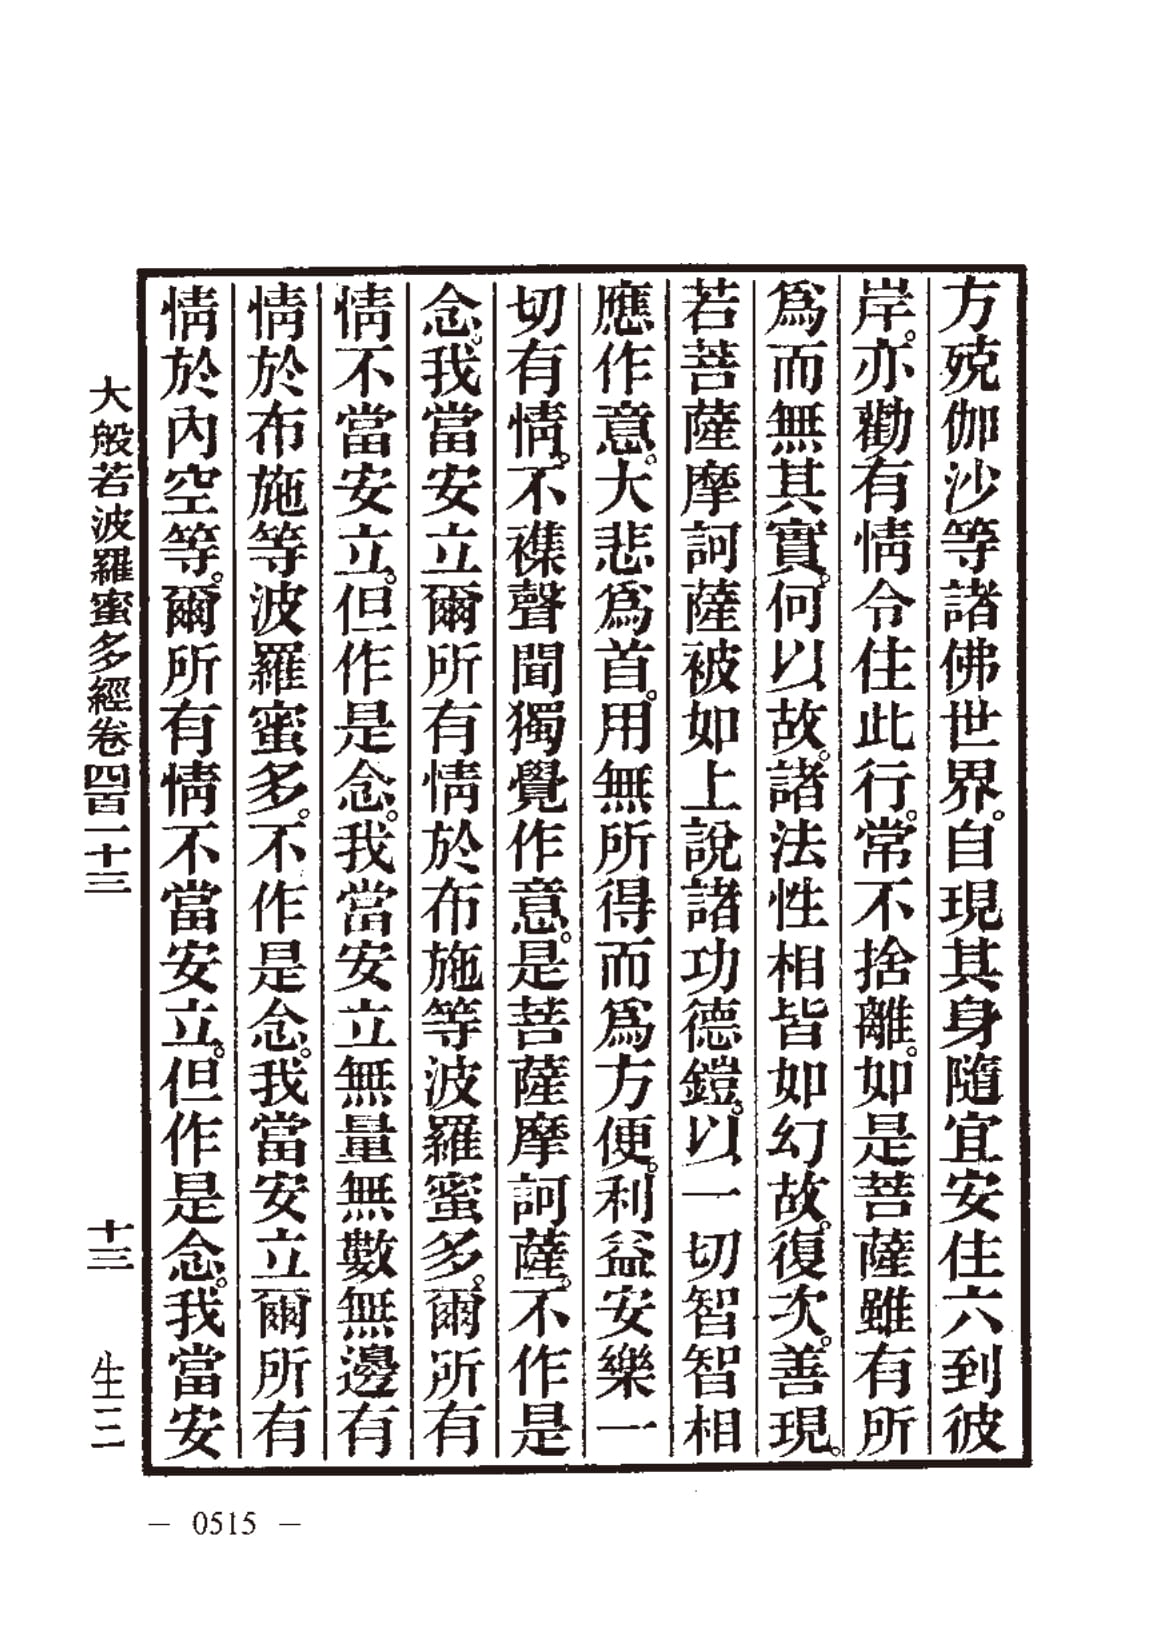 方兢伽沙等諸佛世界。自現其身隨宜安住六到彼
岸。亦勸有情令住此行。常不捨離。如是菩薩雖有所
爲而無其實。何以故。諸法性相皆如幻故。復次。善現。
若菩薩摩訶薩被如上說諸功德鎧。以一切智智相
應作意。大悲爲首。用無所得而爲方便。利益安樂一
切有情。不襍聲聞獨覺作意。是菩薩摩訶薩。不作是
念。我當安立爾所有情於布施等波羅蜜多。爾所有
情不當安立。但作是念。我當安立無量無數無邊有
情於布施等波羅蜜多。不作是念。我當安立爾所有
情於內空等。爾所有情不當安立。但作是念。我當安
大般若波羅蜜多經卷四百一十三 十三 生三
— 0515 —